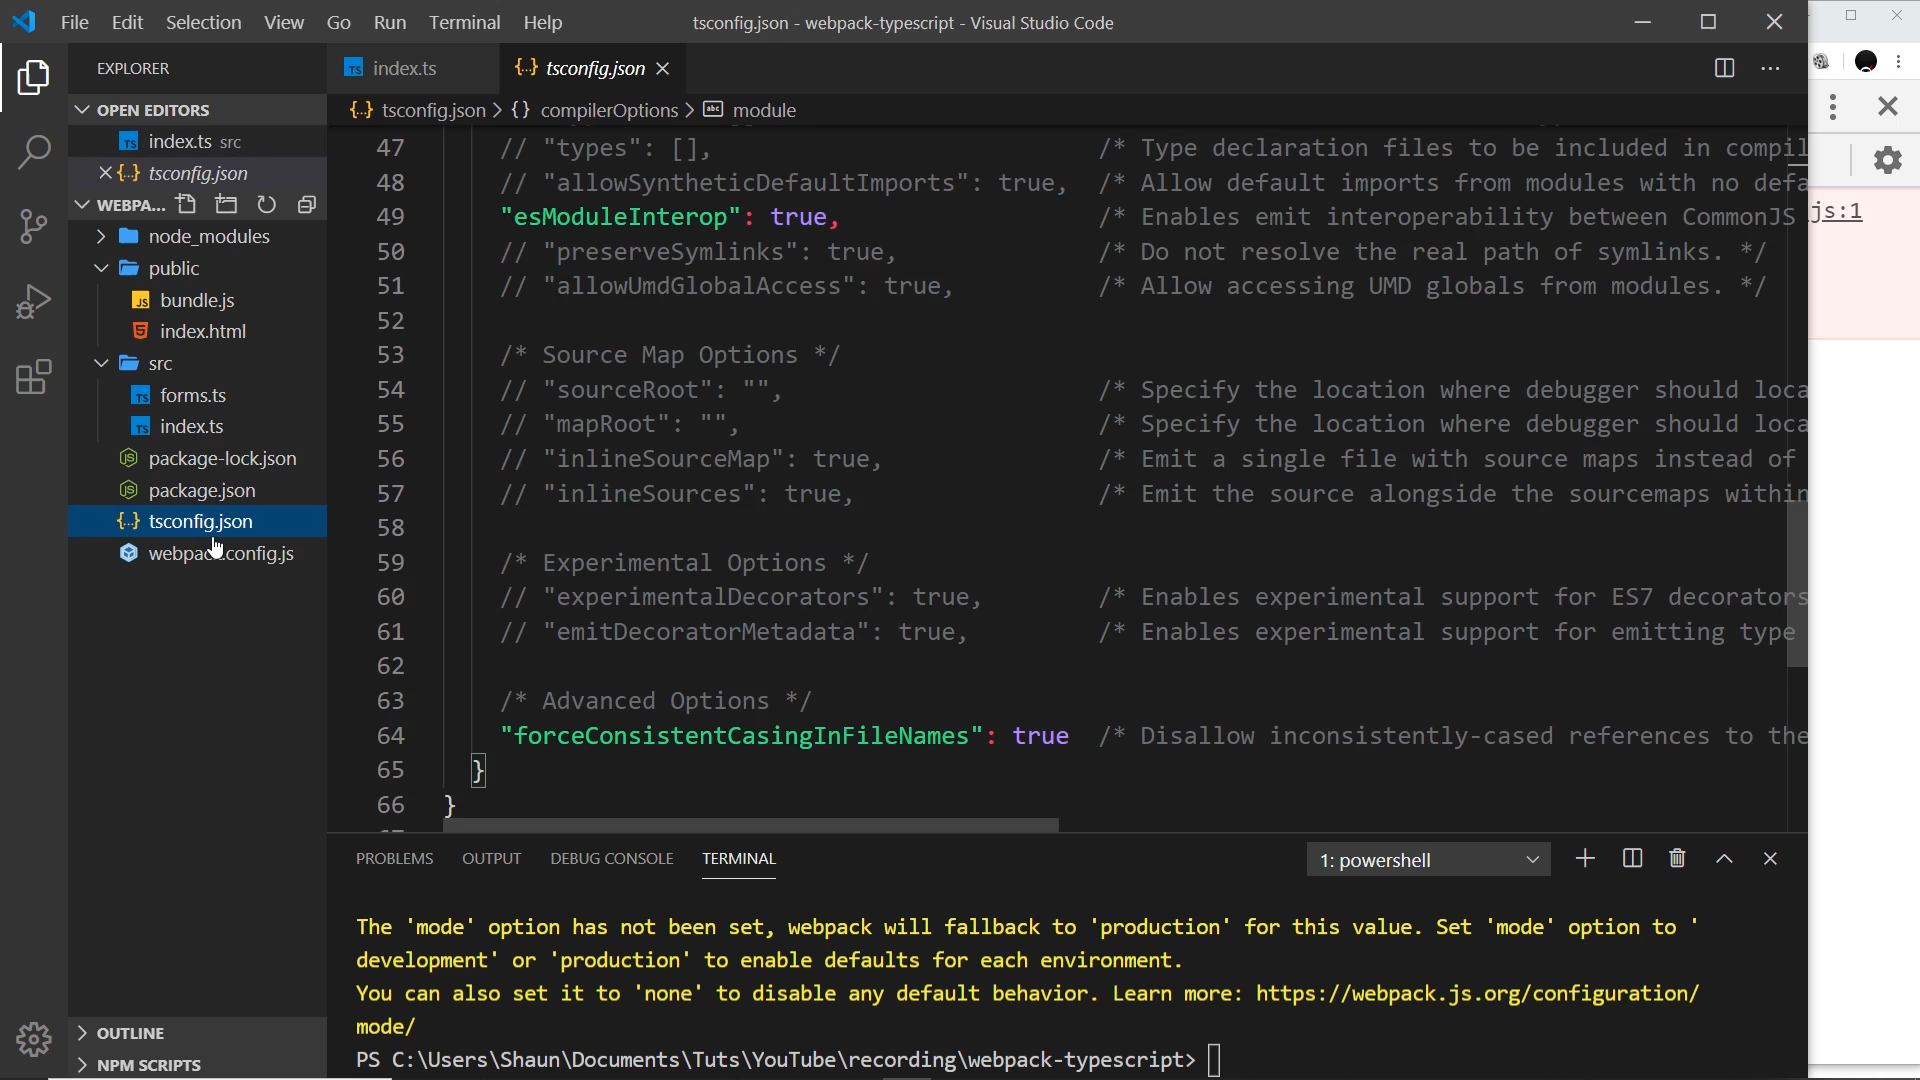 File Edit Selection View Go Run Terminal Help
tsconfig.json - webpack-typescript - Visual Studio Code
EXPLORER
index.ts
tsconfig.json
OPEN EDITORS
index.ts src
tsconfig.json
WEBPA...
node_modules
public
bundle.js
index.html
src
forms.ts
index.ts
package-lock.json
package.json
tsconfig.json
OUTLINE
NPM SCRIPTS
tsconfig.json > {} compilerOptions > module
47 // "types": [], /* Type declaration files to be included in compil
48 // "allowSyntheticDefaultImports": true, /* Allow default imports from modules with no defa
49 "esModuleInterop": true, /* Enables emit interoperability between CommonJS
50 // "preserveSymlinks": true, /* Do not resolve the real path of symlinks. */
51 // "allowUmdGlobalAccess": true, /* Allow accessing UMD globals from modules. */
52
53 /* Source Map Options */
54 // "sourceRoot": "", /* Specify the location where debugger should loca
55 // "mapRoot": "", /* Specify the location where debugger should loca
56 // "inlineSourceMap": true, /* Emit a single file with source maps instead of
57 // "inlineSources": true, /* Emit the source alongside the sourcemaps within
58
59 /* Experimental Options */
60 // "experimentalDecorators": true, /* Enables experimental support for ES7 decorators
61 // "emitDecoratorMetadata": true, /* Enables experimental support for emitting type
62
63 /* Advanced Options */
64 "forceConsistentCasingInFileNames": true /* Disallow inconsistently-cased references to the
65 }
66 }
PROBLEMS OUTPUT DEBUG CONSOLE TERMINAL
1: powershell
The 'mode' option has not been set, webpack will fallback to 'production' for this value. Set 'mode' option to '
development' or 'production' to enable defaults for each environment.
You can also set it to 'none' to disable any default behavior. Learn more: https://webpack.js.org/configuration/
mode/
PS C:\Users\Shaun\Documents\Tuts\YouTube\recording\webpack-typescript>
js:1